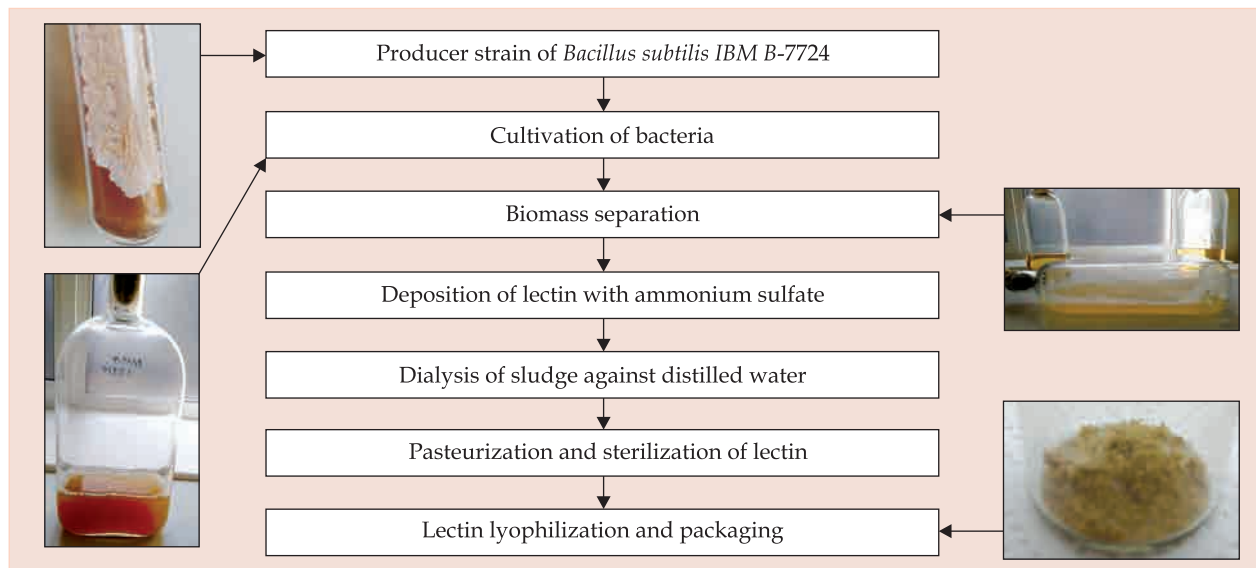 Producer strain of Bacillus subtilis IBM B-7724
Cultivation of bacteria
Biomass separation
Deposition of lectin with ammonium sulfate
Dialysis of sludge against distilled water
Pasteurization and sterilization of lectin
Lectin lyophilization and packaging